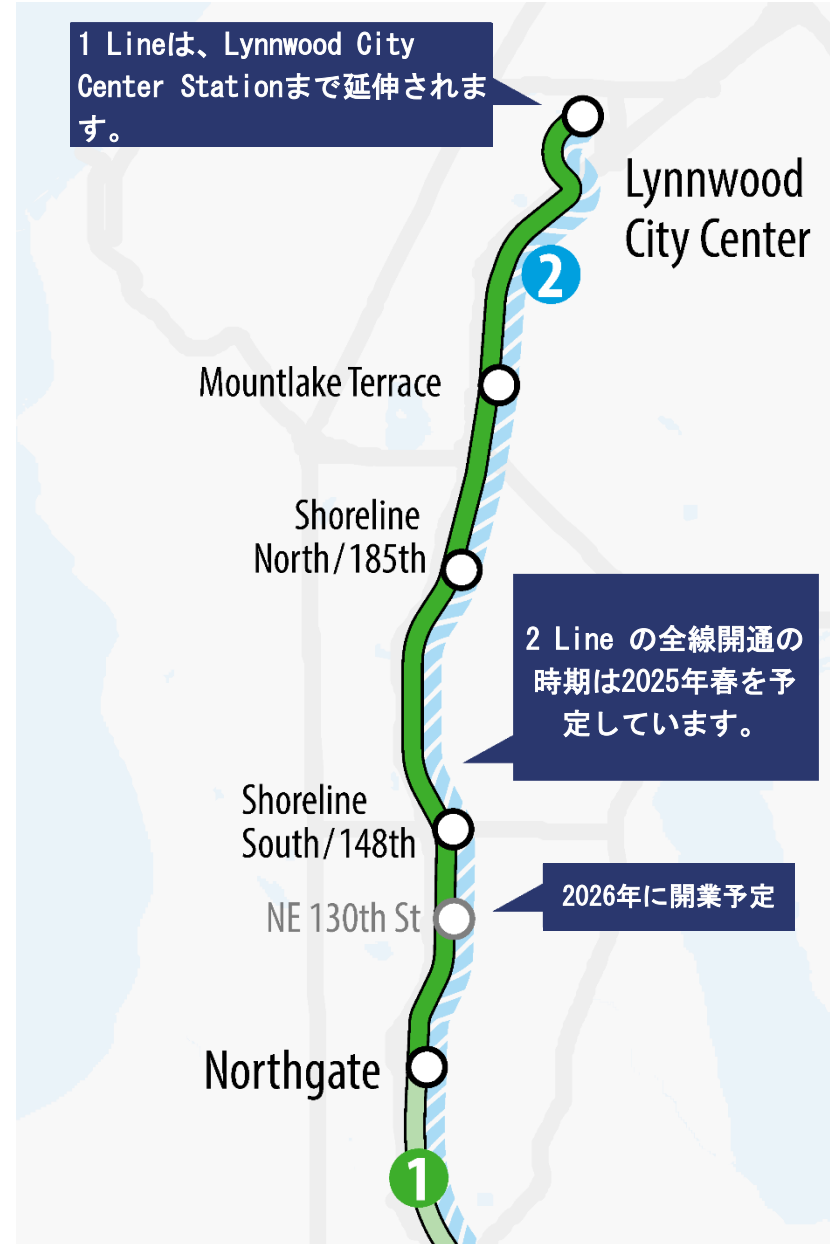 1 Lineは、Lynnwood City
Center Stationまで延伸されま
す。
Lynnwood
City Center
2
Mountlake Terrace
Shoreline
North/185th
2 Line の全線開通の
時期は2025年春を予
定しています。
Shoreline
South/148th
2026年に開業予定
NE 130th St
Northgate
1